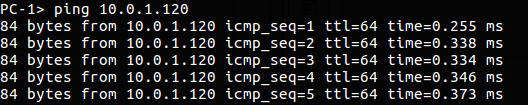 PC-1> ping 10.0.1.120
84 bytes from 10.0.1.120 icmp_seq=1 ttl=64 time=0.255 ms
84 bytes from 10.0.1.120 icmp_seq=2 ttl=64 time=0.338 ms
84 bytes from 10.0.1.120 icmp_seq=3 ttl=64 time=0.334 ms
84 bytes from 10.0.1.120 icmp_seq=4 ttl=64 time=0.346 ms
84 bytes from 10.0.1.120 icmp_seq=5 ttl=64 time=0.373 ms